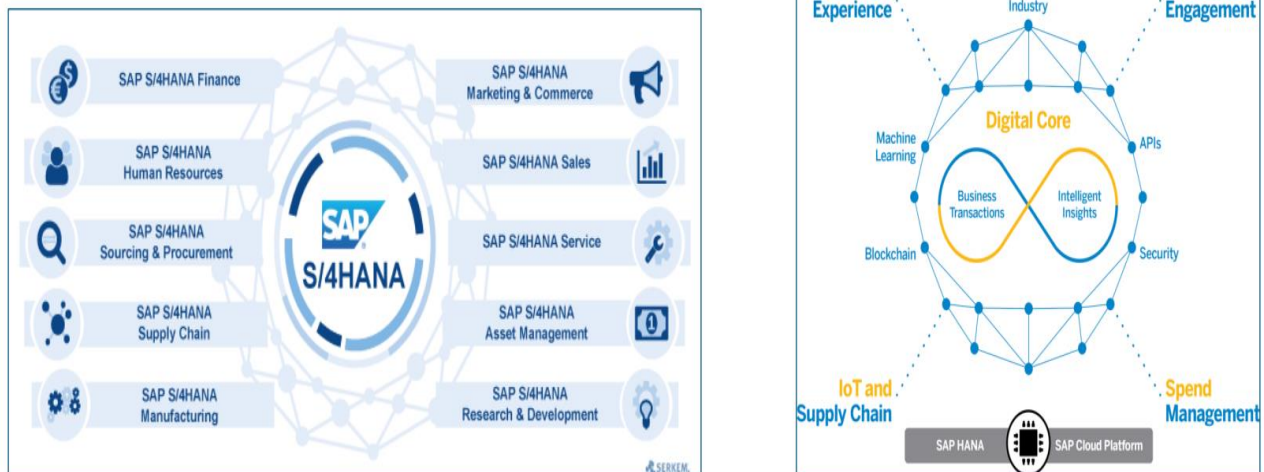 SAP S/4HANA Finance
SAP S/4HANA
Human Resources
SAP S/4HANA
Sourcing & Procurement
SAP S/4HANA
Supply Chain
SAP S/4HANA
Manufacturing
SAP
S/4HANA
SAP S/4HANA
Marketing & Commerce
SAP S/4HANA Sales
SAP S/4HANA Service
SAP S/4HANA
Asset Management
1
SAP S/4HANA
Research & Development
SERKEM.
Experience
Industry
Engagement
Digital Core
Machine
Learning
APIs
Business
Transactions
Intelligent
Insights
Blockchain
Security
IoT and
Supply Chain
Spend
Management
SAP HANA
SAP Cloud Platform